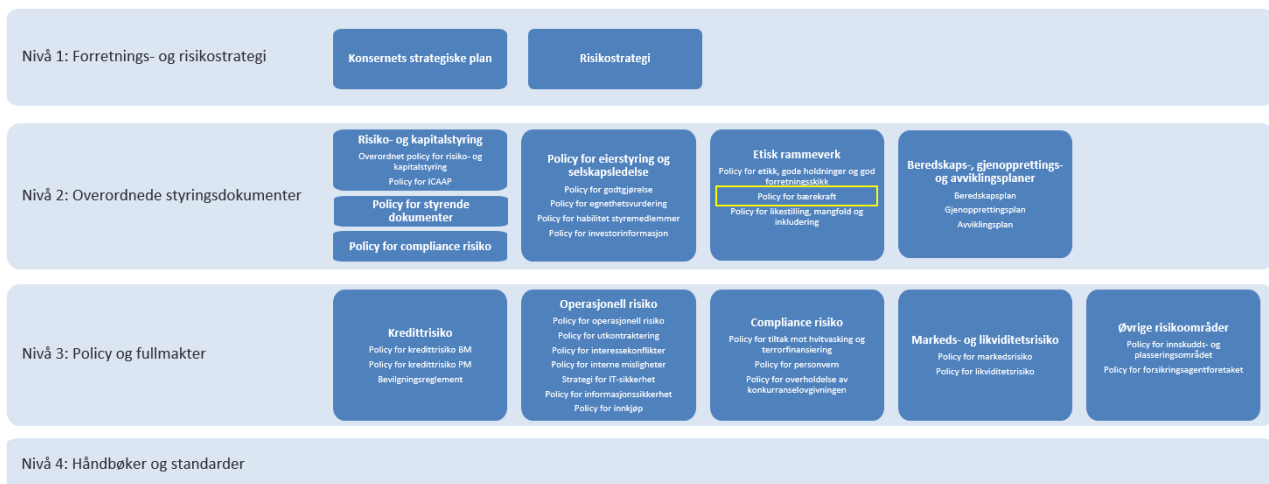 Nivå 1: Forretnings- og risikostrategi
Konsernets strategiske plan
Risikostrategi
Nivå 2: Overordnede styringsdokumenter
Risiko- og kapitalstyring
Overordnet policy for risiko- og
kapitalstyring
Policy for ICAAP
Policy for styrende
dokumenter
Policy for compliance risiko
Policy for eierstyring og
selskapsledelse
Policy for godtgjørelse
Policy for egnethetsvurdering
Policy for habilitet styremedlemmer
Policy for investorinformasjon
Etisk rammeverk
Policy for etikk, gode holdninger og god
forretningsskikk
Policy for bærekraft
Policy for likestilling, mangfold og
inkludering
Beredskaps-, gjenopprettings-
og avviklingsplaner
Beredskapsplan
Gjenopprettingsplan
Avviklingsplan
Nivå 3: Policy og fullmakter
Kredittrisiko
Policy for kredittrisiko BM
Policy for kredittrisiko PM
Bevilgningsreglement
Operasjonell risiko
Policy for operasjonell risiko
Policy for utkontraktering
Policy for interessekonflikter
Policy for interne misligheter
Strategi for IT-sikkerhet
Policy for informasjonssikkerhet
Policy for innkjøp
Compliance risiko
Policy for tiltak mot hvitvasking og
terrorfinansiering
Policy for personvern
Policy for overholdelse av
konkurranselovgivningen
Markeds- og likviditetsrisiko
Policy for markedsrisiko
Policy for likviditetsrisiko
Øvrige risikoområder
Policy for innskudds- og
plasseringsområdet
Policy for forsikringsagentforetaket
Nivå 4: Håndbøker og standarder